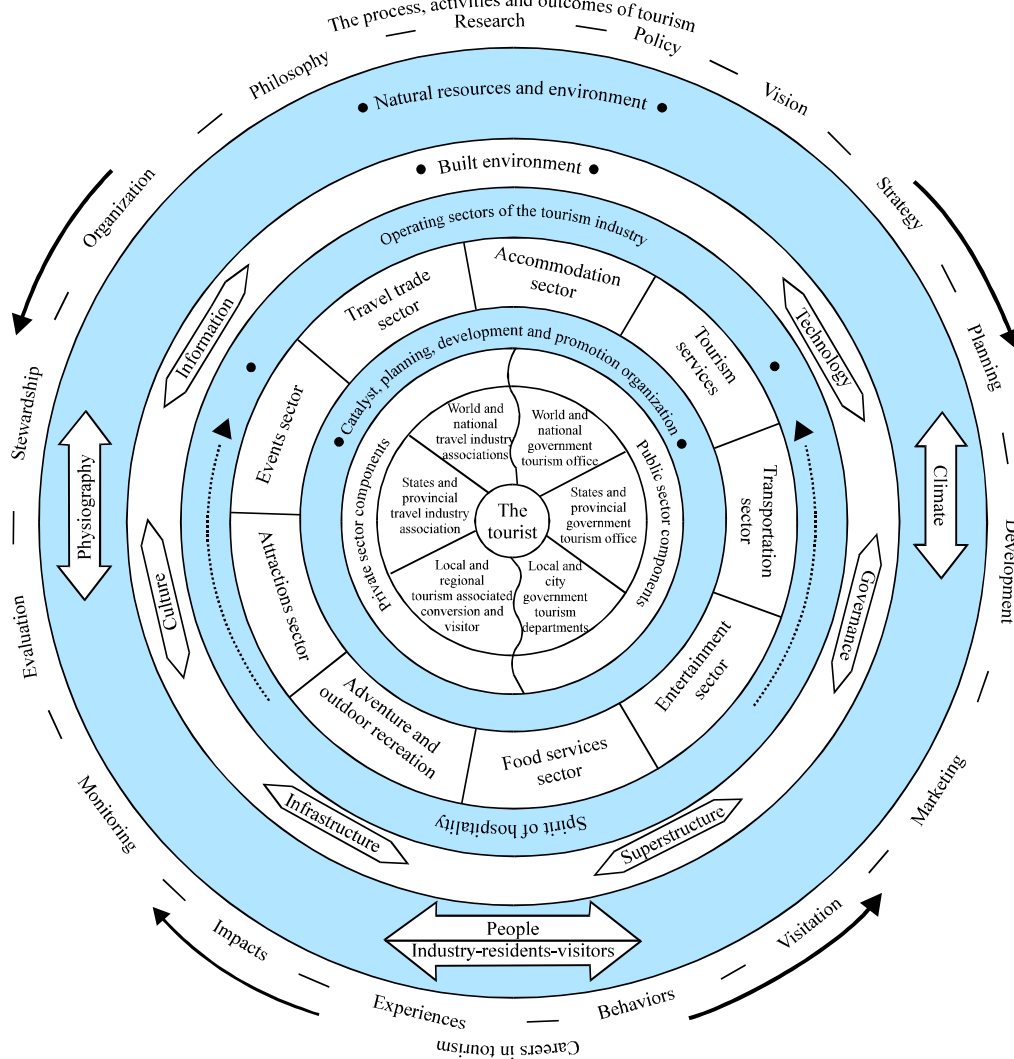 The process, activities and outcomes of tourism
Research
Policy
Philosophy
Vision
Organization
Strategy
Stewardship
Planning
Evaluation
Development
Monitoring
Marketing
Impacts
Visitation
Experiences
Behaviors
Careers in tourism
Natural resources and environment
Built environment
Operating sectors of the tourism industry
Information
Technology
Physiography
Climate
Culture
Governance
Infrastructure
Superstructure
People
Industry-residents-visitors
Spirit of hospitality
Accommodation
sector
Travel trade
sector
Tourism
services
Events sector
Transportation
sector
Attractions sector
Entertainment
sector
Adventure and
outdoor recreation
Food services
sector
Catalyst, planning, development and promotion organization
Private sector components
Public sector components
World and
national
travel industry
associations
World and
national
government
tourism office
States and
provincial
travel industry
association
States and
provincial
government
tourism office
The
tourist
Local and
regional
tourism associated
conversion and
visitor
Local and
city
government
tourism
departments